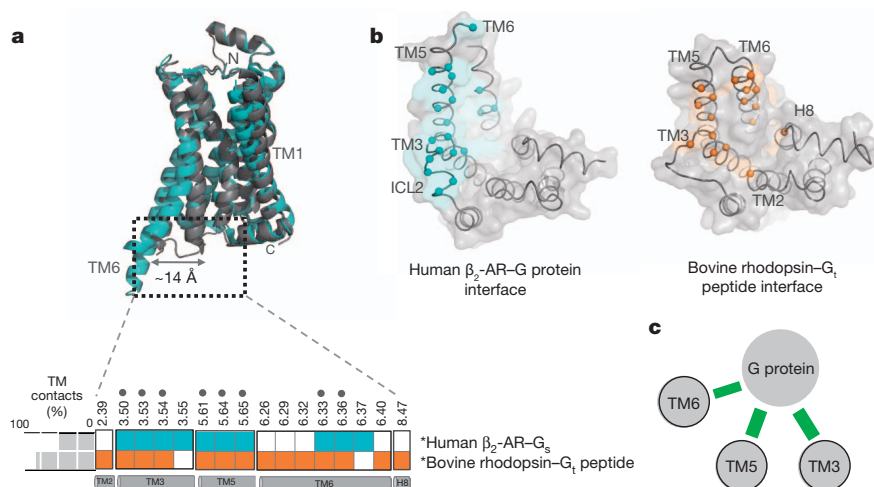 a
N
TM1
C
TM6
~14 Å
b
TM6
TM5
TM3
ICL2
Human β₂-AR–G protein
interface
TM6
TM5
H8
TM3
TM2
Bovine rhodopsin–Gₜ
peptide interface
c
G protein
TM6
TM5
TM3
TM
contacts
(%)
100 0
2.39 3.50 3.53 3.54 3.55 5.61 5.64 5.65 6.26 6.29 6.32 6.33 6.36 6.37 6.40 8.47
*Human β₂-AR–Gₛ
*Bovine rhodopsin–Gₜ peptide
TM2 TM3 TM5 TM6 H8